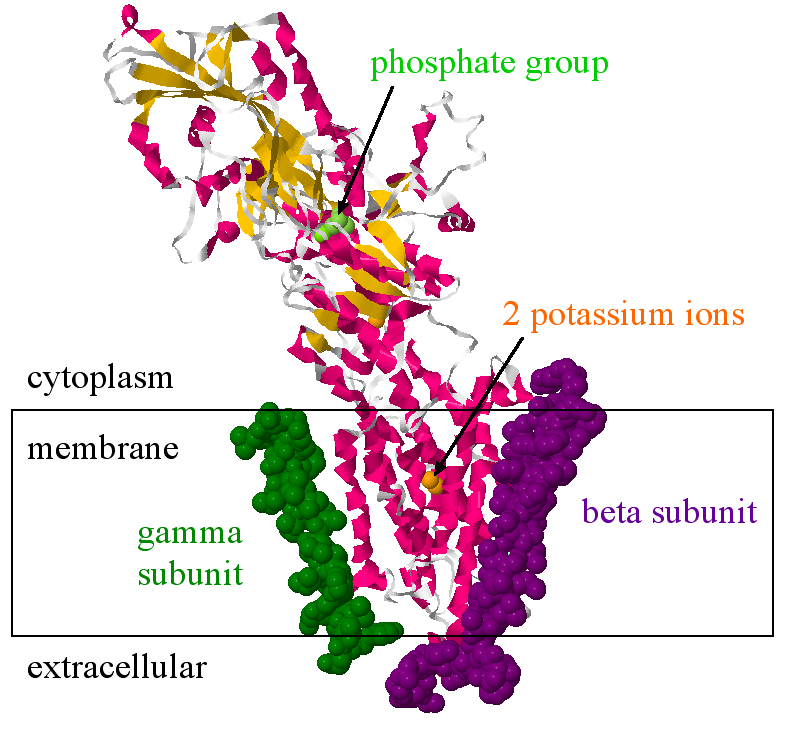 phosphate group
2 potassium ions
cytoplasm
membrane
beta subunit
gamma
subunit
extracellular